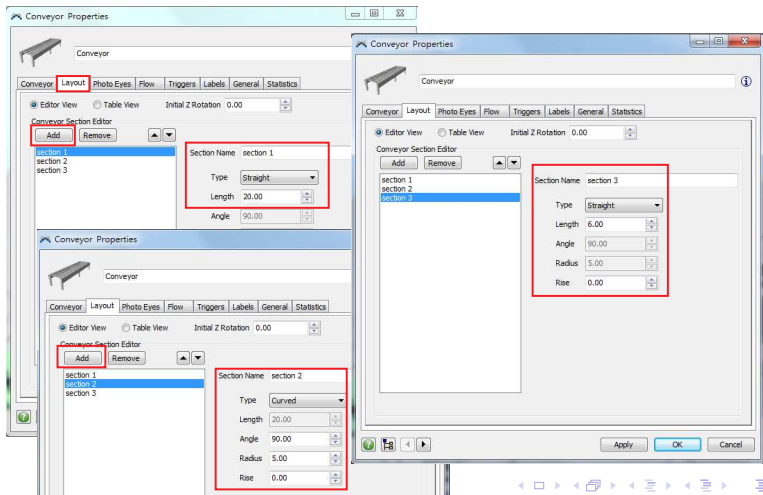 Conveyor Properties
Conveyor
Conveyor Layout Photo Eyes Flow Triggers Labels General Statistics
Editor View Table View Initial Z Rotation 0.00
Conveyor Section Editor
Add Remove
section 1
section 2
section 3
Section Name section 1
Type Straight
Length 20.00
Angle 90.00
Conveyor Properties
Conveyor
Conveyor Layout Photo Eyes Flow Triggers Labels General Statistics
Editor View Table View Initial Z Rotation 0.00
Conveyor Section Editor
Add Remove
section 1
section 2
section 3
Section Name section 2
Type Curved
Length 20.00
Angle 90.00
Radius 5.00
Rise 0.00
Conveyor Properties
Conveyor
Conveyor Layout Photo Eyes Flow Triggers Labels General Statistics
Editor View Table View Initial Z Rotation 0.00
Conveyor Section Editor
Add Remove
section 1
section 2
section 3
Section Name section 3
Type Straight
Length 6.00
Angle 90.00
Radius 5.00
Rise 0.00
Apply OK Cancel